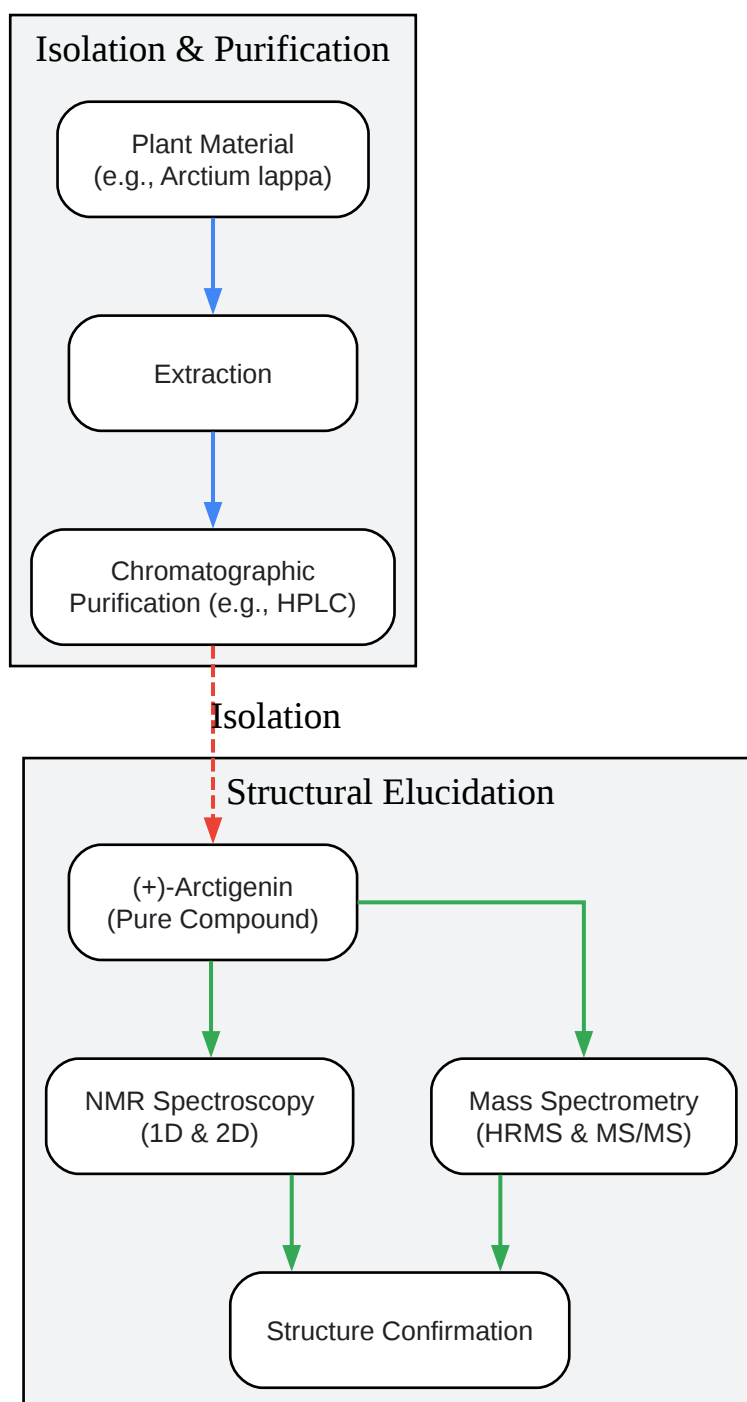 Isolation & Purification
Plant Material
(e.g., Arctium lappa)
Extraction
Chromatographic
Purification (e.g., HPLC)
Isolation
Structural Elucidation
(+)-Arctigenin
(Pure Compound)
NMR Spectroscopy
(1D & 2D)
Mass Spectrometry
(HRMS & MS/MS)
Structure Confirmation